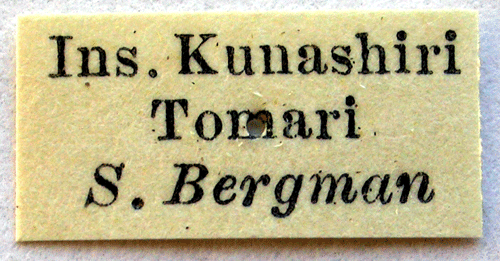 Ins. Kunashiri
Tomari
S. Bergman